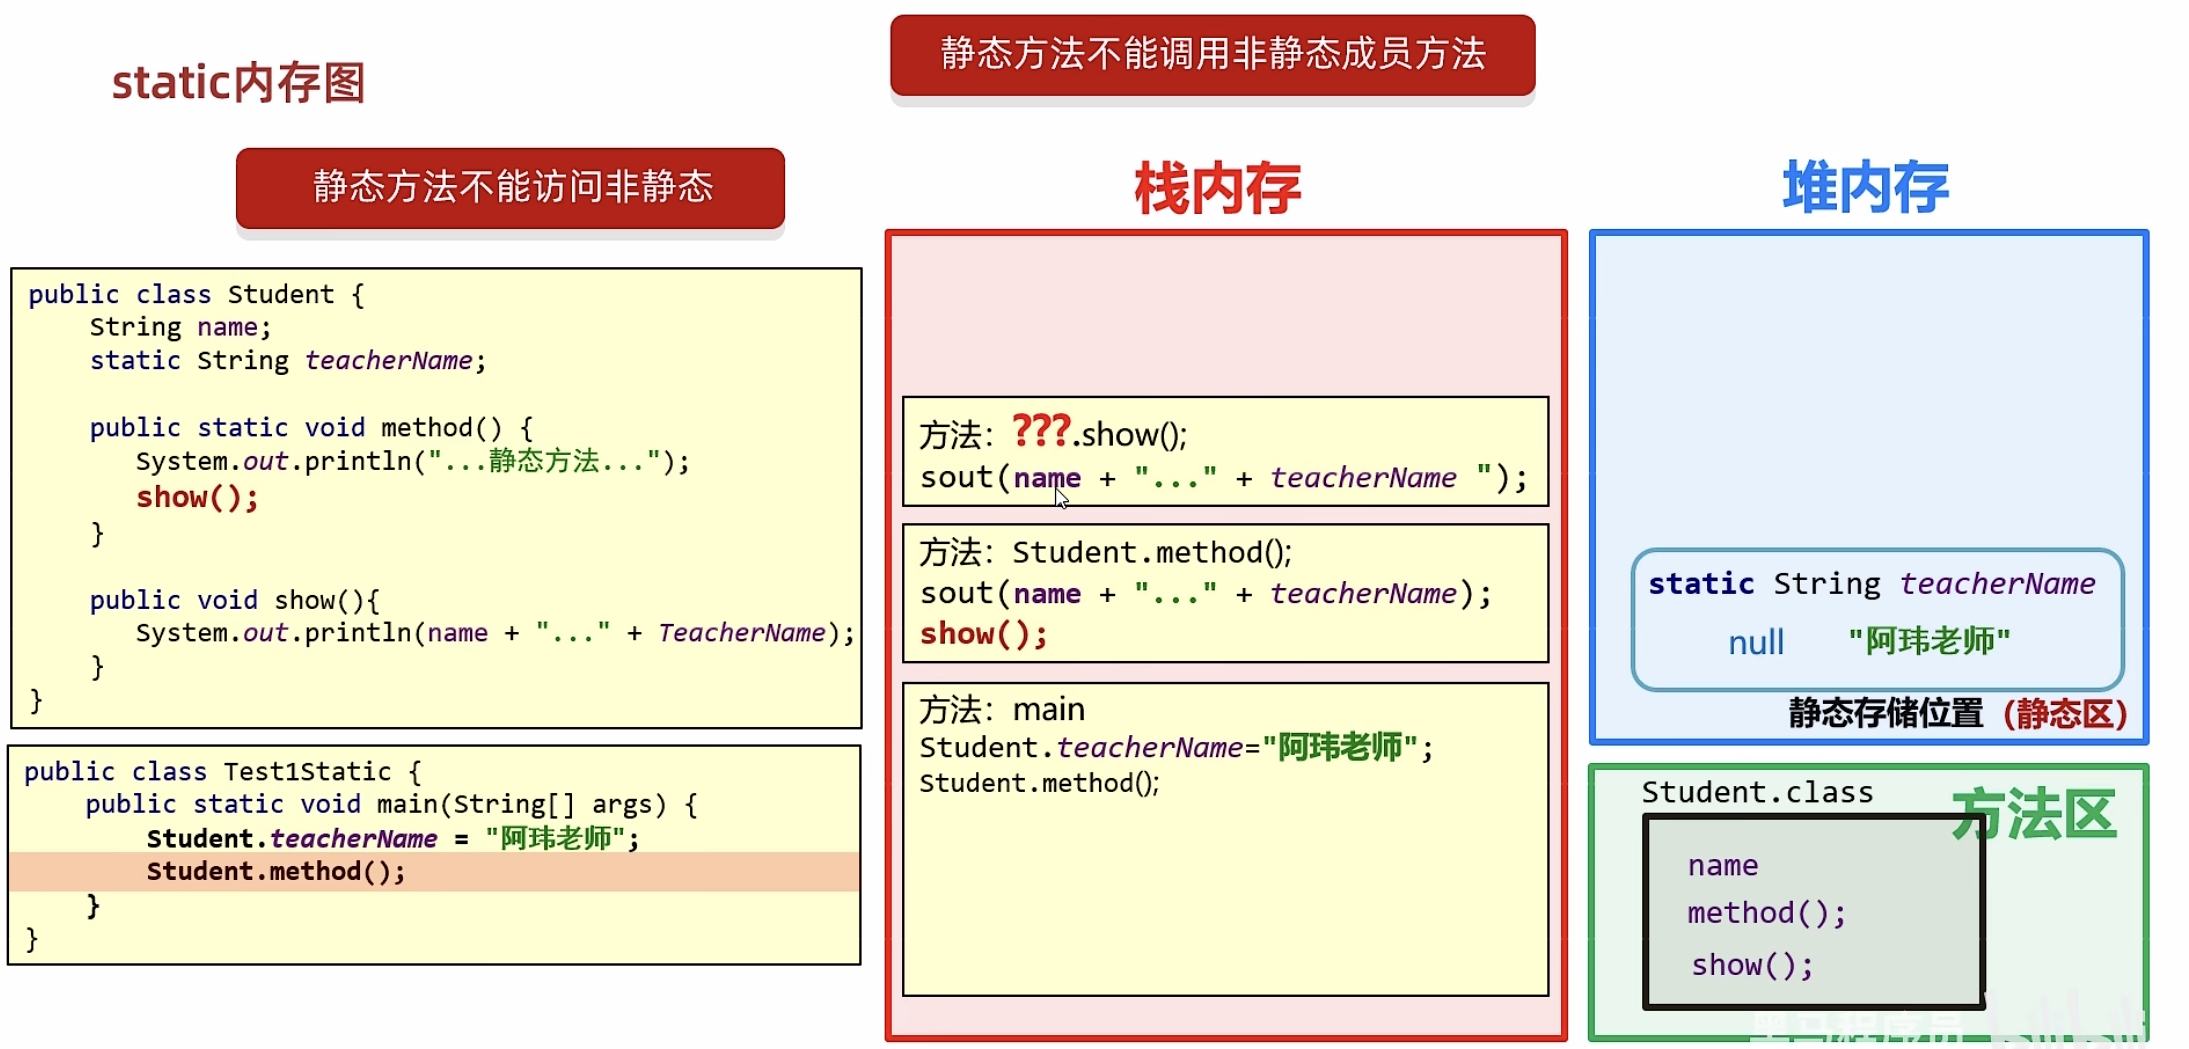 static内存图
静态方法不能调用非静态成员方法
静态方法不能访问非静态
public class Student {
String name;
static String teacherName;
public static void method() {
System.out.println("...静态方法...");
show();
}
public void show(){
System.out.println(name + "..." + TeacherName);
}
}
public class Test1Static {
public static void main(String[] args) {
Student.teacherName = "阿玮老师";
Student.method();
}
}
栈内存
方法：???.show();
sout(name + "..." + teacherName ");
方法：Student.method();
sout(name + "..." + teacherName);
show();
方法：main
Student.teacherName="阿玮老师";
Student.method();
堆内存
static String teacherName
null "阿玮老师"
静态存储位置（静态区）
方法区
Student.class
name
method();
show();